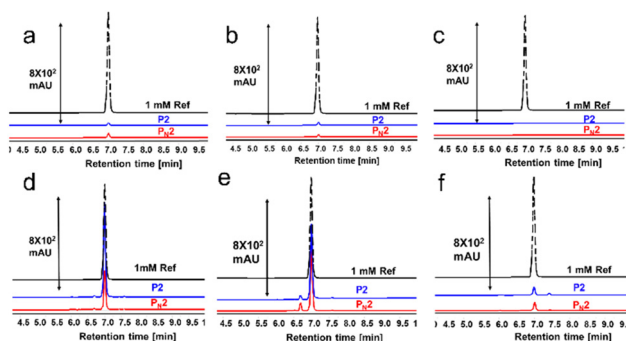 a
8X10²
mAU
1 mM Ref
P2
PN2
4.0 4.5 5.0 5.5 6.0 6.5 7.0 7.5 8.0 8.5 9.0 9.5
Retention time [min]
b
8X10²
mAU
1 mM Ref
P2
PN2
4.5 5.0 5.5 6.0 6.5 7.0 7.5 8.0 8.5 9.0 9.5
Retention time [min]
c
8X10²
mAU
1 mM Ref
P2
PN2
4.0 4.5 5.0 5.5 6.0 6.5 7.0 7.5 8.0 8.5 9.0 9.5
Retention time [min]
d
8X10²
mAU
1mM Ref
P2
PN2
4.5 5.0 5.5 6.0 6.5 7.0 7.5 8.0 8.5 9.0 9.5 1
Retention time [min]
e
8X10²
mAU
1 mM Ref
P2
PN2
4.5 5.0 5.5 6.0 6.5 7.0 7.5 8.0 8.5 9.0 9.5 1
Retention time [min]
f
8X10²
mAU
1 mM Ref
P2
PN2
4.5 5.0 5.5 6.0 6.5 7.0 7.5 8.0 8.5 9.0 9.5
Retention time [min]